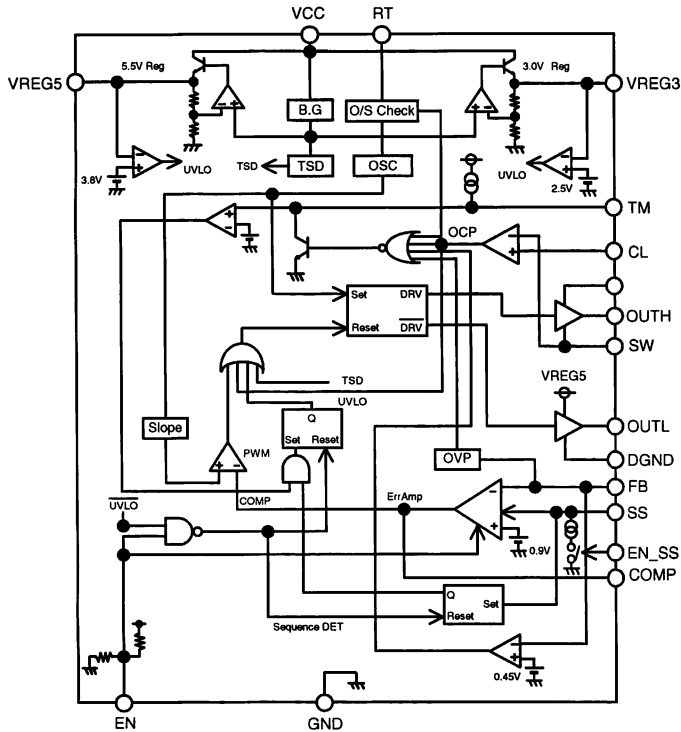 VCC RT
5.5V Reg 3.0V Reg
VREG5 VREG3
B.G O/S Check
TSD TSD OSC
UVLO UVLO
3.8V 2.5V
TM
OCP
CL
Set DRV
OUTH
Reset DRV
SW
TSD
UVLO
VREG5
Q
Slope
Set Reset
OUTL
PWM
OVP
DGND
COMP ErrAmp
FB
UVLO
SS
0.9V
EN_SS
COMP
Q
Set
Reset
Sequence DET
0.45V
EN GND